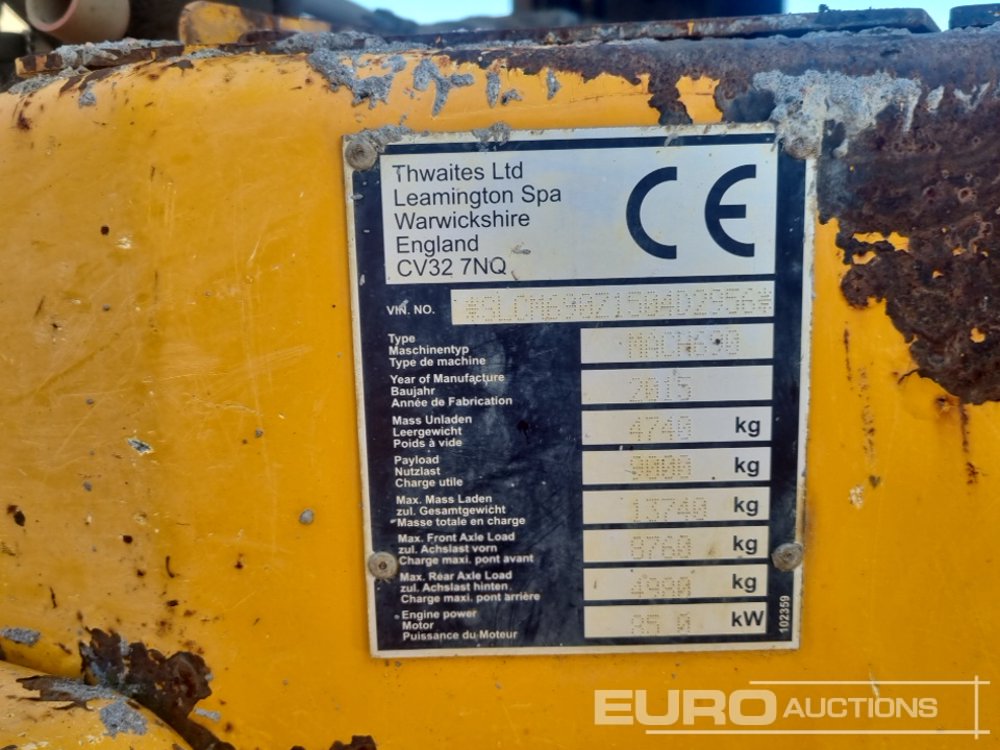 Thwaites Ltd
Leamington Spa
Warwickshire
England
CV32 7NQ
CE
VIN. NO. *SLCM690Z1504D2956*
Type
Maschinentyp
Type de machine
MACH690
Year of Manufacture
Baujahr
Année de Fabrication
2015
Mass Unladen
Leergewicht
Poids à vide
4740 kg
Payload
Nutzlast
Charge utile
9000 kg
Max. Mass Laden
zul. Gesamtgewicht
Masse totale en charge
13740 kg
Max. Front Axle Load
zul. Achslast vorn
Charge maxi. pont avant
8760 kg
Max. Rear Axle Load
zul. Achslast hinten
Charge maxi. pont arrière
4980 kg
Engine power
Motor
Puissance du Moteur
85.0 kW
102359
EURO AUCTIONS